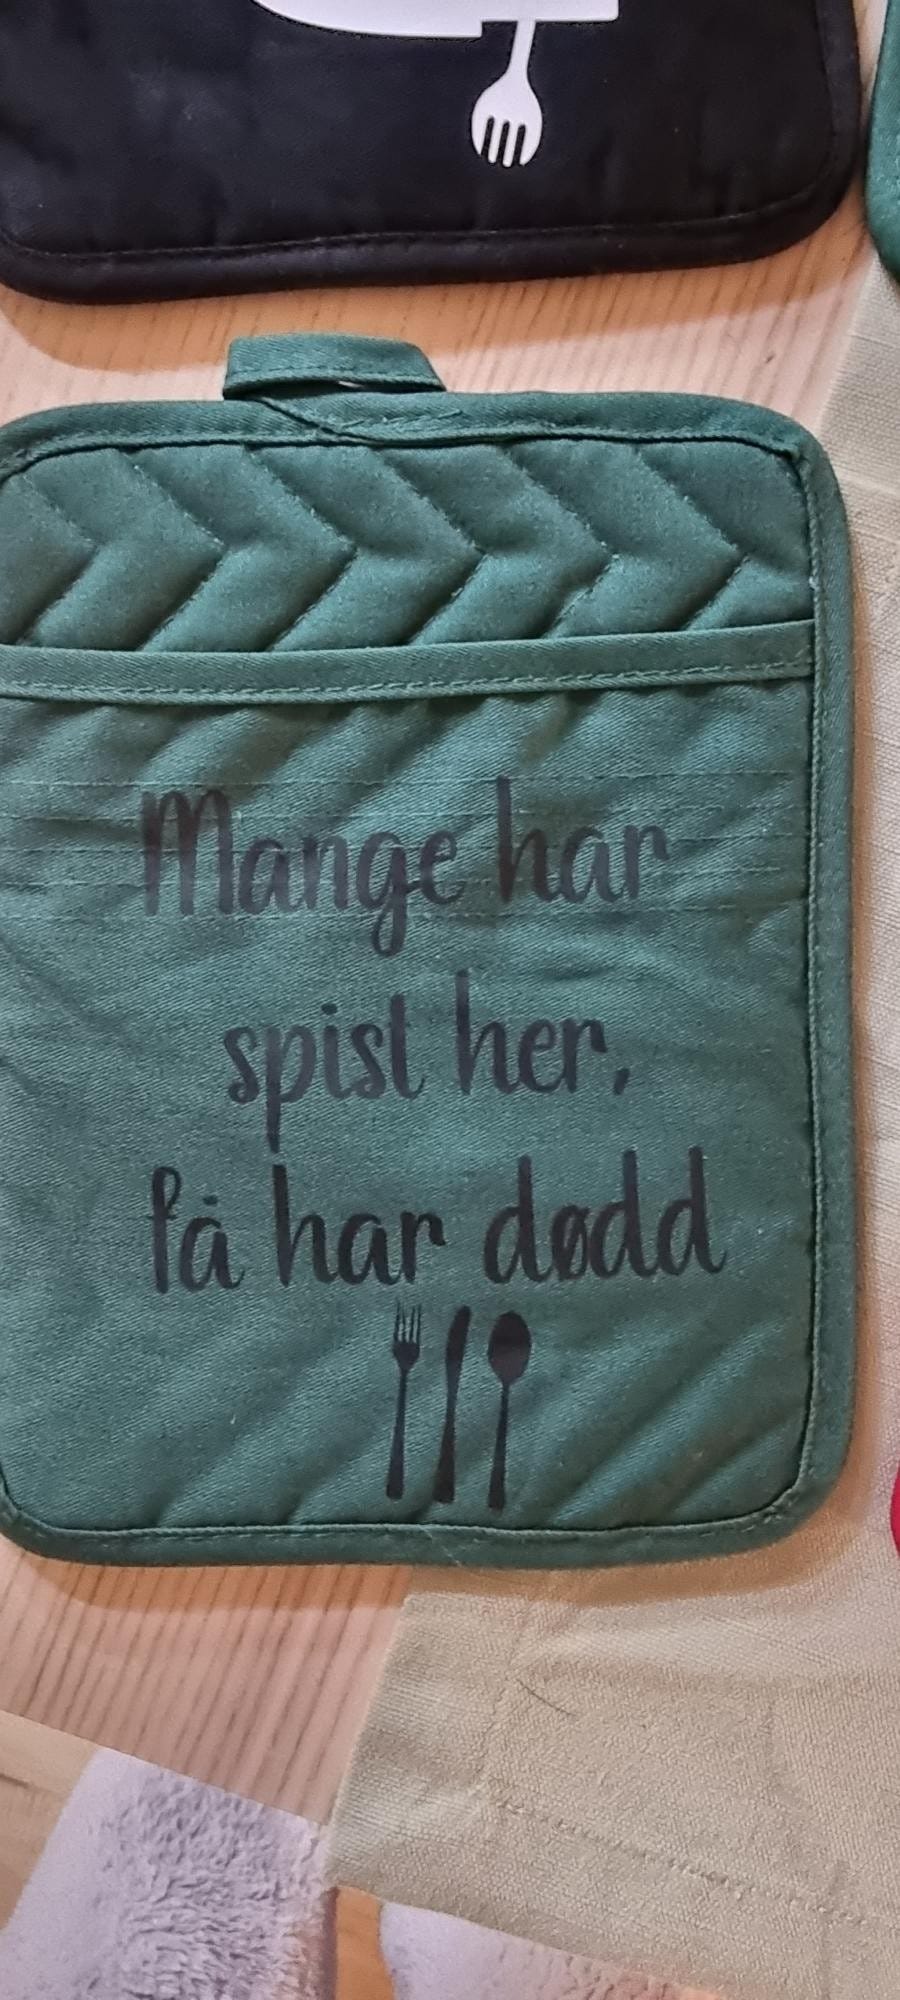 Mange har
spist her,
få har dødd